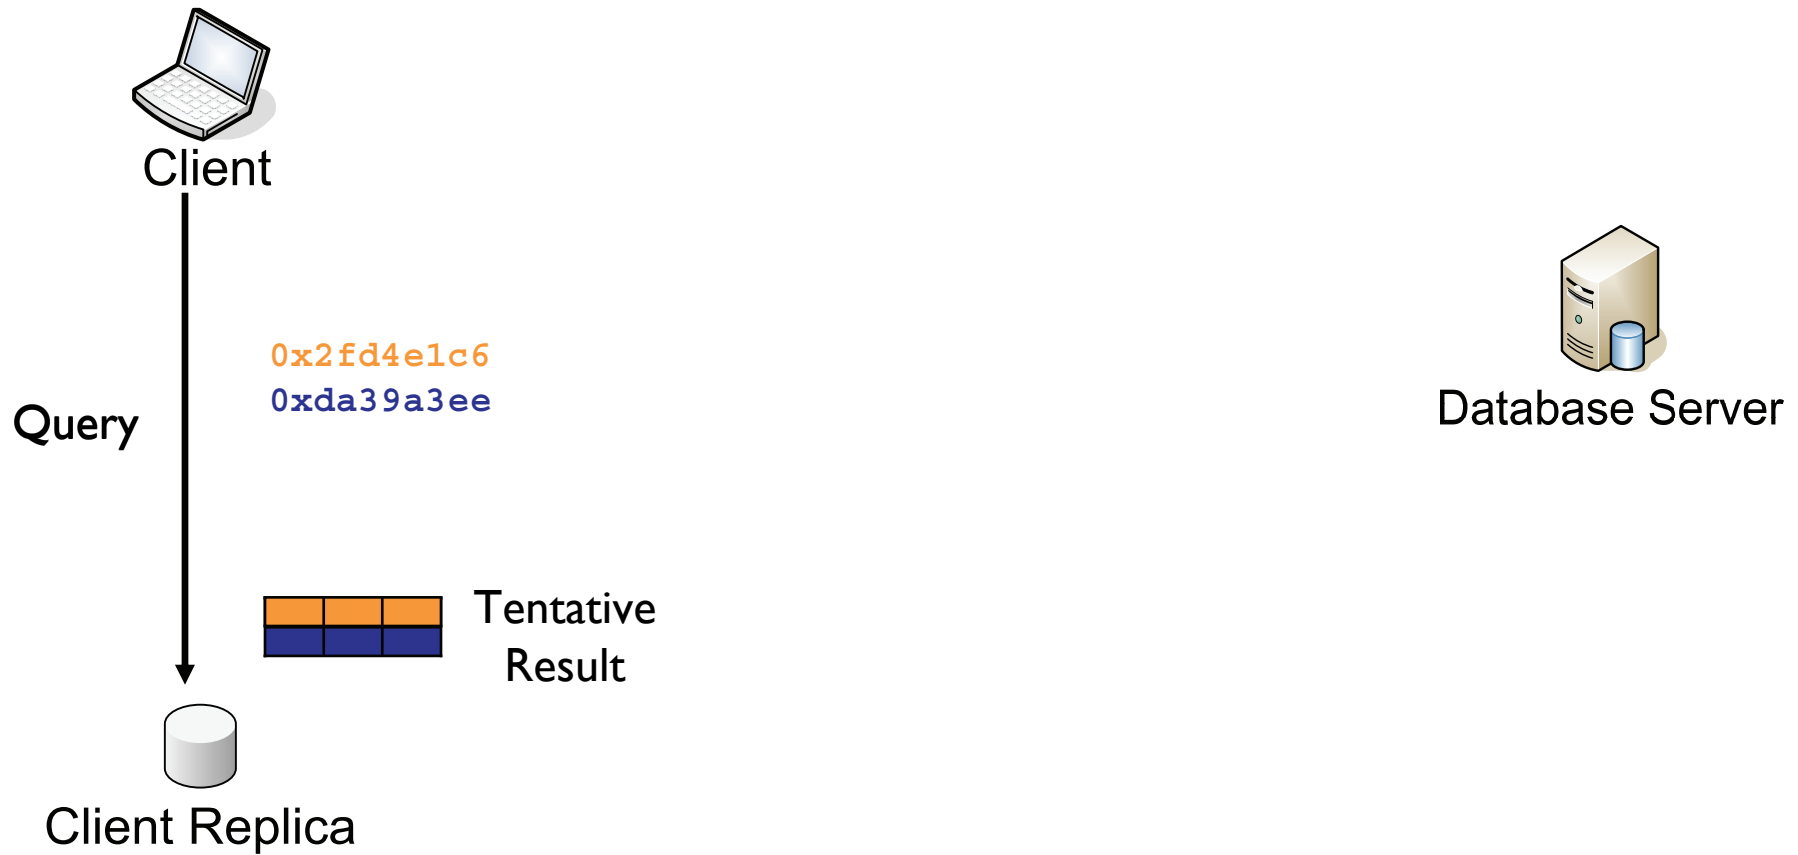 Client
0x2fd4e1c6
0xda39a3ee
Query
Database Server
Tentative
Result
Client Replica